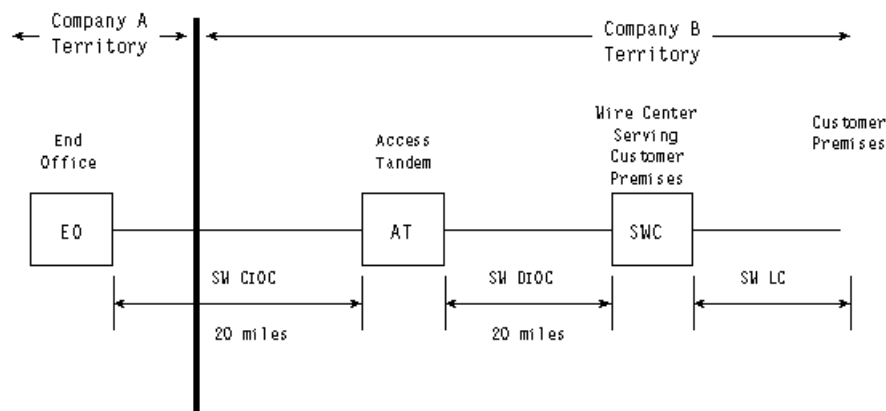 Company A
Territory
Company B
Territory
End
Office
Access
Tandem
Wire Center
Serving
Customer
Premises
Customer
Premises
EO
AT
SWC
SW CIOC
SW DIOC
SW LC
20 miles
20 miles